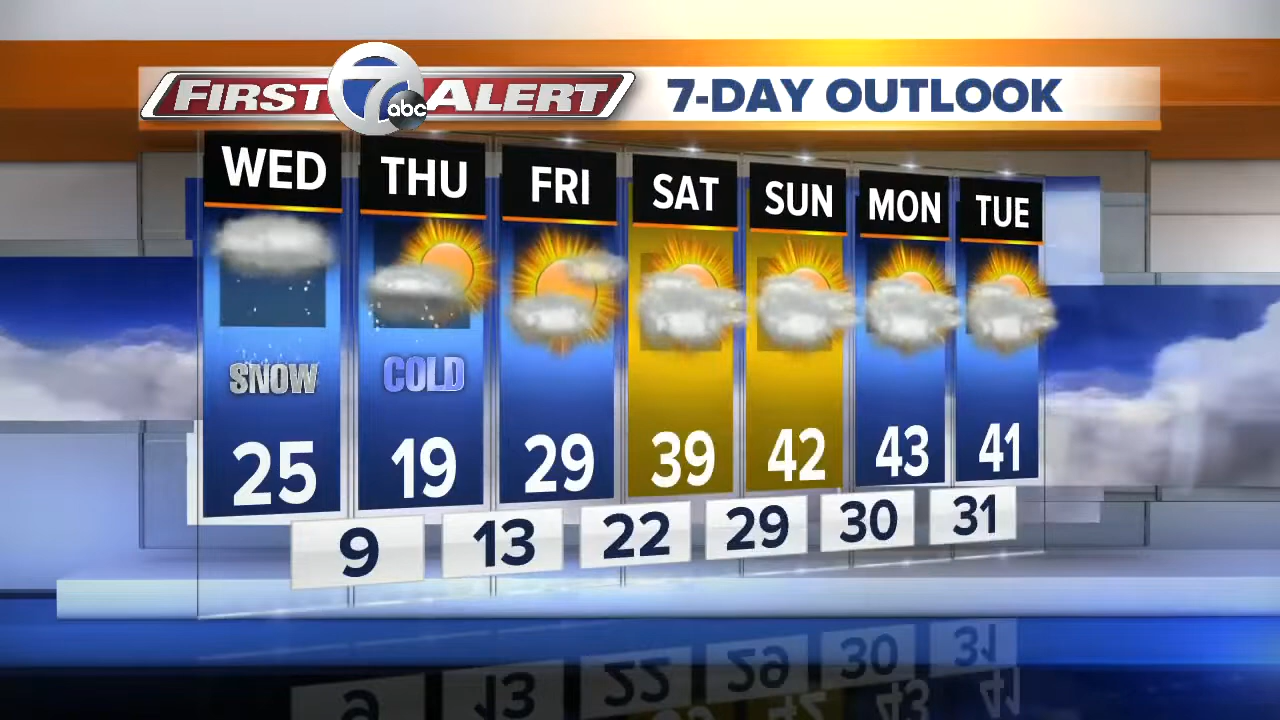 FIRST 7 abc ALERT 7-DAY OUTLOOK
WED THU FRI SAT SUN MON TUE
SNOW COLD
25 19 29 39 42 43 41
9 13 22 29 30 31